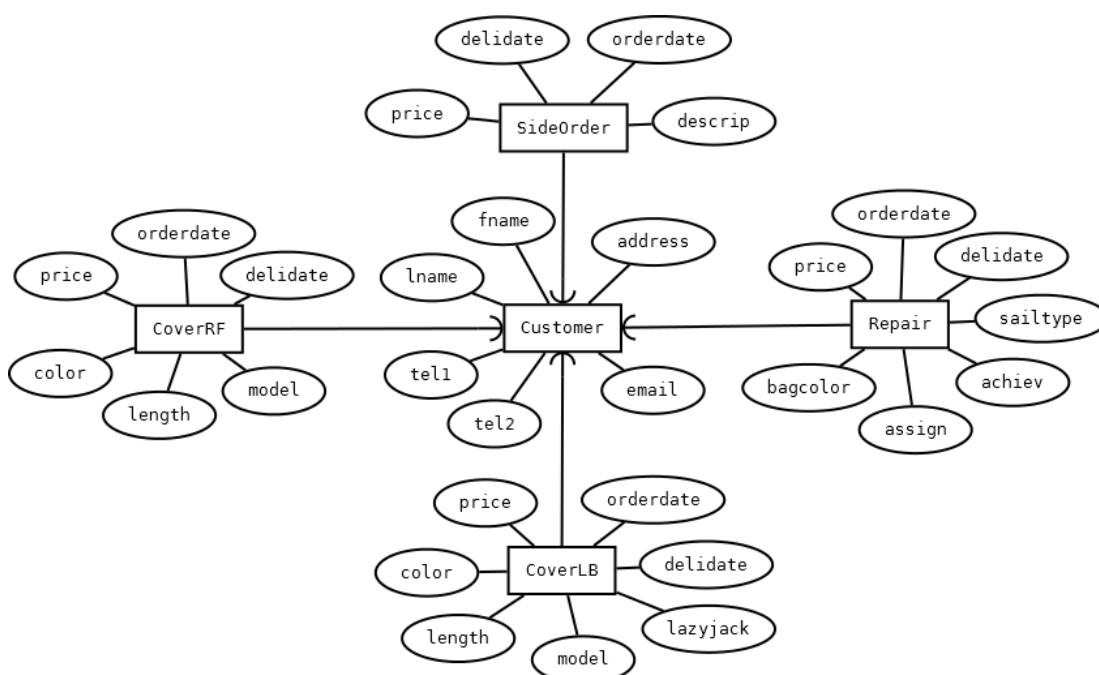 delidate
orderdate
price
SideOrder
descrip
fname
address
lname
Customer
tel1
tel2
email
orderdate
price
delidate
CoverRF
color
length
model
orderdate
price
delidate
Repair
sailtype
bagcolor
achiev
assign
price
orderdate
color
CoverLB
delidate
length
lazyjack
model